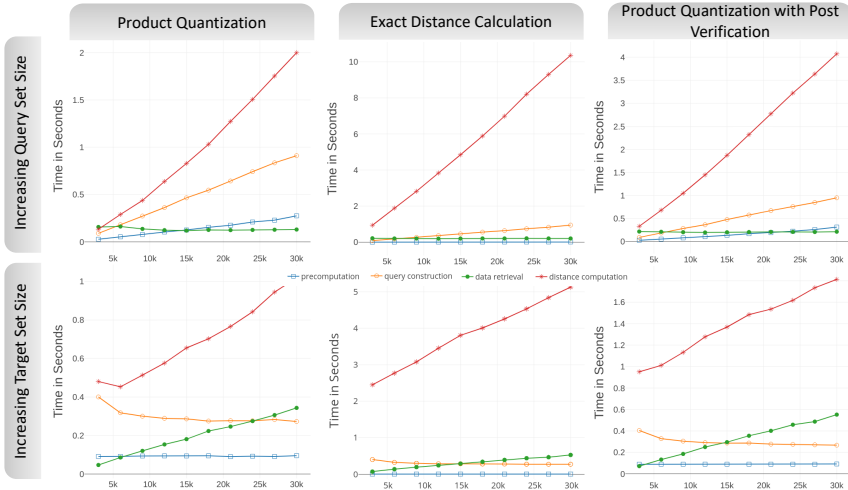 Product Quantization
Exact Distance Calculation
Product Quantization with Post
Verification
Increasing Query Set Size
Time in Seconds
2
1.5
1
0.5
0
5k 10k 15k 20k 25k 30k
Time in Seconds
10
8
6
4
2
0
5k 10k 15k 20k 25k 30k
Time in Seconds
4
3.5
3
2.5
2
1.5
1
0.5
0
5k 10k 15k 20k 25k 30k
precomputation query construction data retrieval distance computation
Increasing Target Set Size
Time in Seconds
1
0.8
0.6
0.4
0.2
0
5k 10k 15k 20k 25k 30k
Time in Seconds
5
4
3
2
1
0
5k 10k 15k 20k 25k 30k
Time in Seconds
1.6
1.4
1.2
1
0.8
0.6
0.4
0.2
0
5k 10k 15k 20k 25k 30k